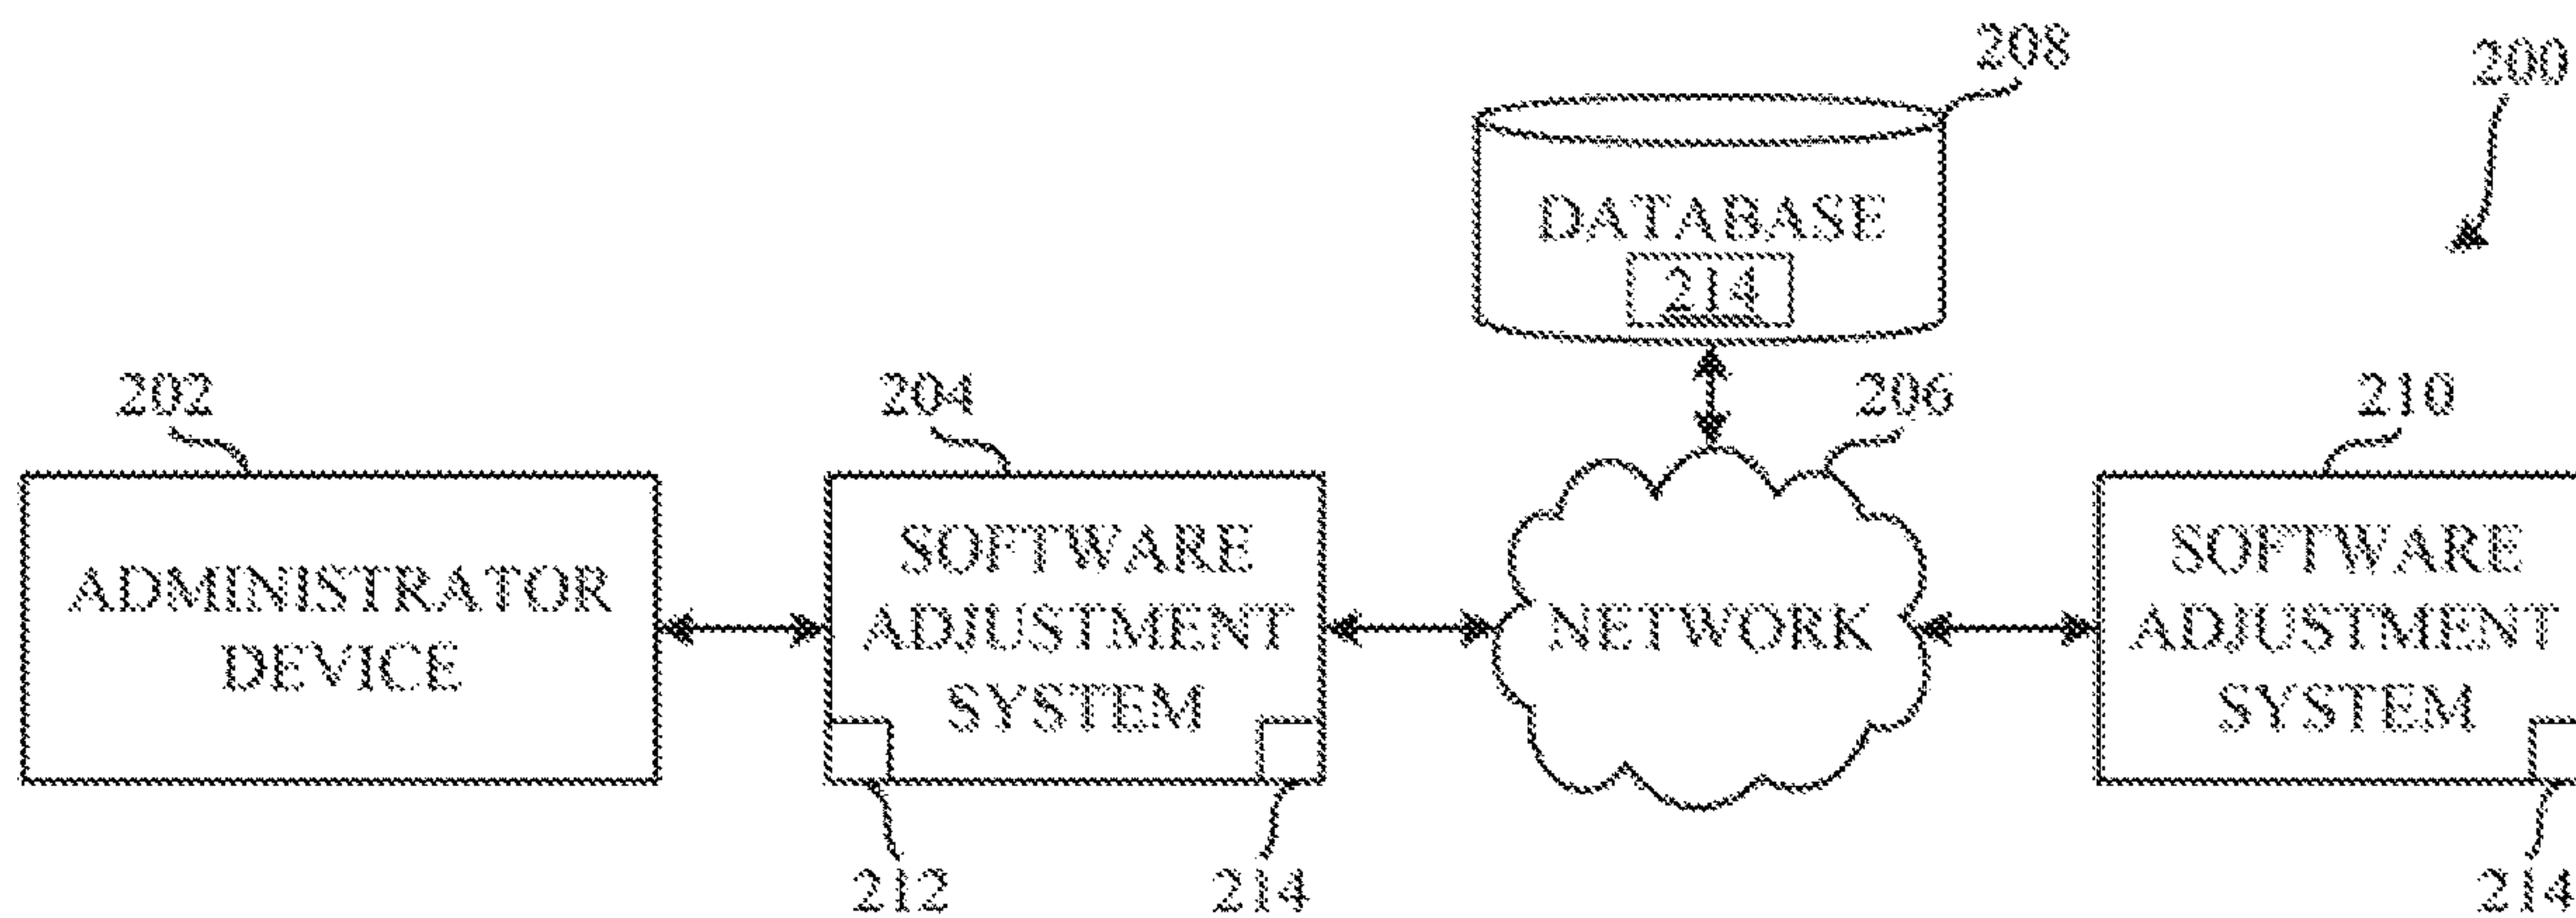 208
200
DATABASE
214
202
204
206
210
ADMINISTRATOR
DEVICE
SOFTWARE
ADJUSTMENT
SYSTEM
NETWORK
SOFTWARE
ADJUSTMENT
SYSTEM
212
214
214